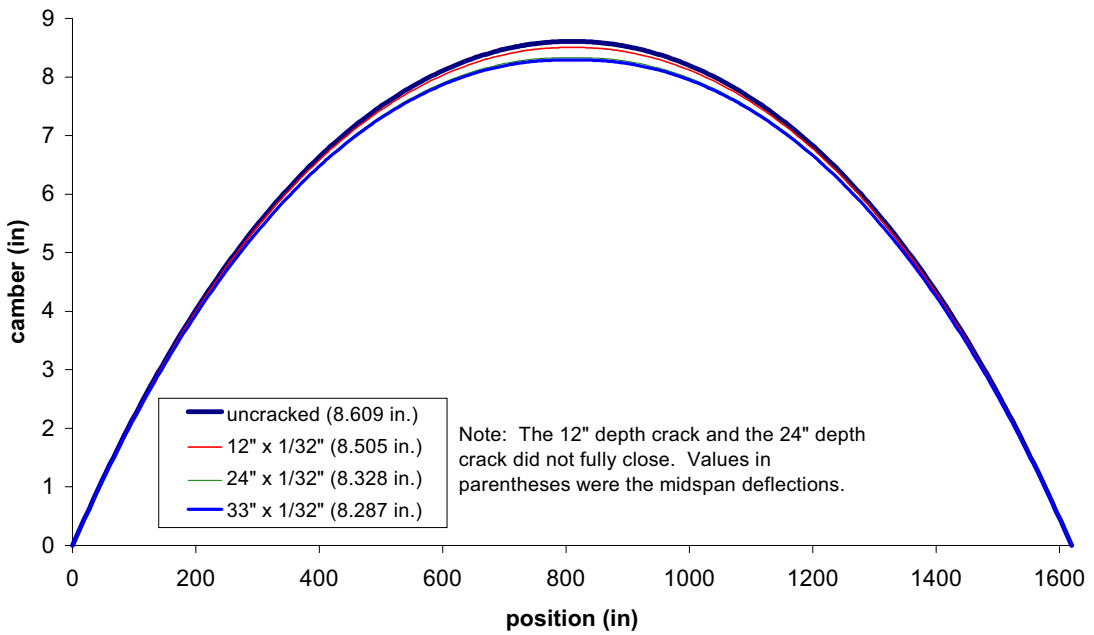 9
8
7
6
5
4
3
2
1
0
camber (in)
uncracked (8.609 in.)
12" x 1/32" (8.505 in.)
24" x 1/32" (8.328 in.)
33" x 1/32" (8.287 in.)
Note: The 12" depth crack and the 24" depth
crack did not fully close. Values in
parentheses were the midspan deflections.
0 200 400 600 800 1000 1200 1400 1600
position (in)